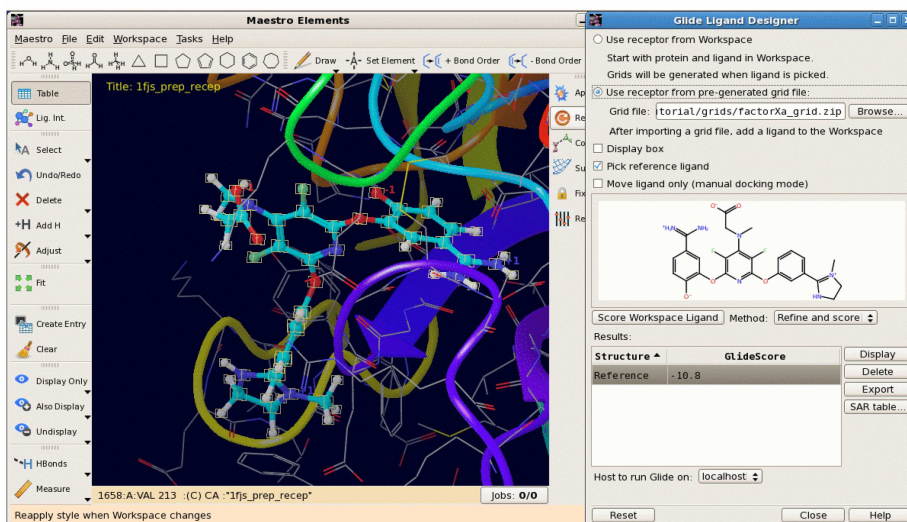 Maestro Elements
Maestro File Edit Workspace Tasks Help
Draw Set Element + Bond Order - Bond Order
Table
Lig. Int.
Select
Undo/Redo
Delete
+H Add H
Adjust
Fit
Create Entry
Clear
Display Only
Also Display
Undisplay
HBonds
Measure
Title: 1fjs_prep_recep
Ap
Re
Co
Su
Fix
Re
1658:A:VAL 213 :(C) CA :"1fjs_prep_recep"
Jobs: 0/0
Reapply style when Workspace changes
Glide Ligand Designer
Use receptor from Workspace
Start with protein and ligand in Workspace.
Grids will be generated when ligand is picked.
Use receptor from pre-generated grid file:
Grid file: torial/grids/factorXa_grid.zip Browse...
After importing a grid file, add a ligand to the Workspace
Display box
Pick reference ligand
Move ligand only (manual docking mode)
Score Workspace Ligand Method: Refine and score
Results:
Structure GlideScore
Reference -10.8
Display
Delete
Export
SAR table...
Host to run Glide on: localhost
Reset Close Help